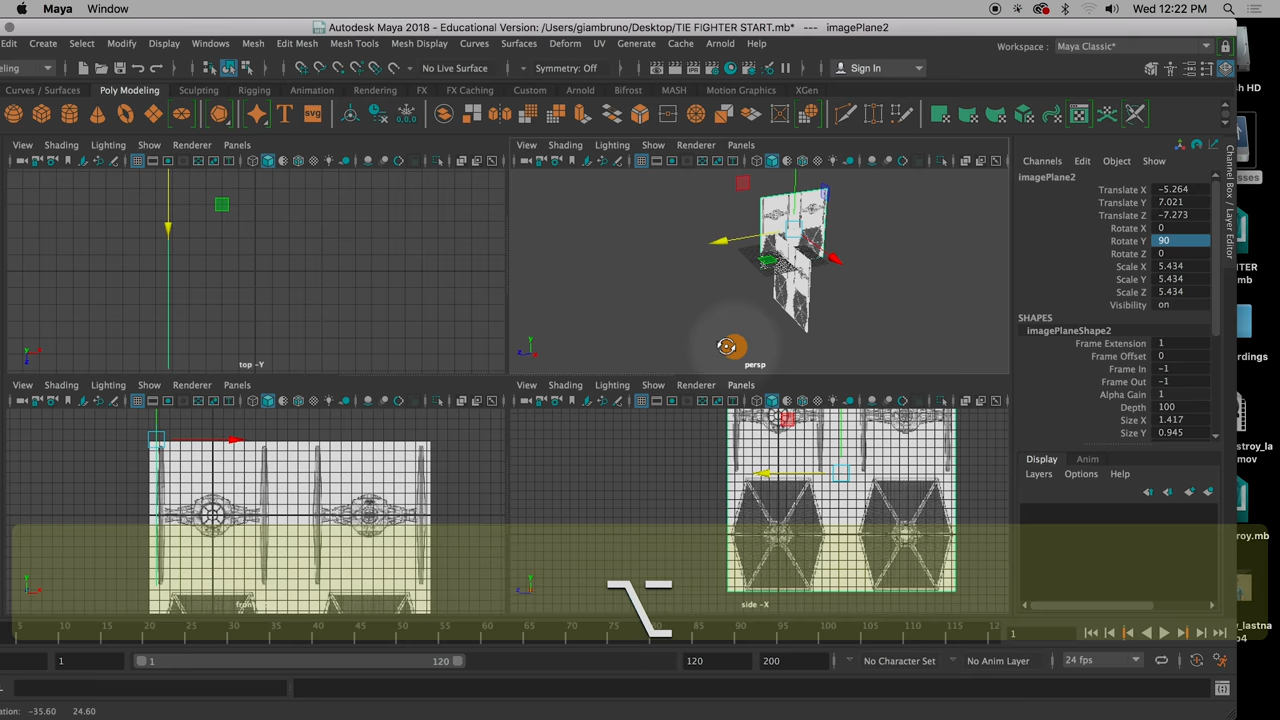 Maya Window Wed 12:22 PM
Autodesk Maya 2018 - Educational Version: /Users/giambruno/Desktop/TIE FIGHTER START.mb* --- imagePlane2
Edit Create Select Modify Display Windows Mesh Edit Mesh Mesh Tools Mesh Display Curves Surfaces Deform UV Generate Cache Arnold Help
Workspace : Maya Classic*
eling No Live Surface Symmetry: Off Sign In
Curves / Surfaces Poly Modeling Sculpting Rigging Animation Rendering FX FX Caching Custom Arnold Bifrost MASH Motion Graphics XGen
T SVG 0,0,0
View Shading Lighting Show Renderer Panels
View Shading Lighting Show Renderer Panels
top -Y
persp
View Shading Lighting Show Renderer Panels
View Shading Lighting Show Renderer Panels
front
side -X
Channels Edit Object Show
imagePlane2
Translate X -5.264
Translate Y 7.021
Translate Z -7.273
Rotate X 0
Rotate Y 90
Rotate Z 0
Scale X 5.434
Scale Y 5.434
Scale Z 5.434
Visibility on
SHAPES
imagePlaneShape2
Frame Extension 1
Frame Offset 0
Frame In -1
Frame Out -1
Alpha Gain 1
Depth 100
Size X 1.417
Size Y 0.945
Display Anim
Layers Options Help
Channel Box / Layer Editor
5 10 15 20 25 30 35 40 45 50 55 60 65 70 75 80 85 90 95 100 105 110 115 12
1
1 1 120 120 200 No Character Set No Anim Layer 24 fps
ation: -35.60 24.60